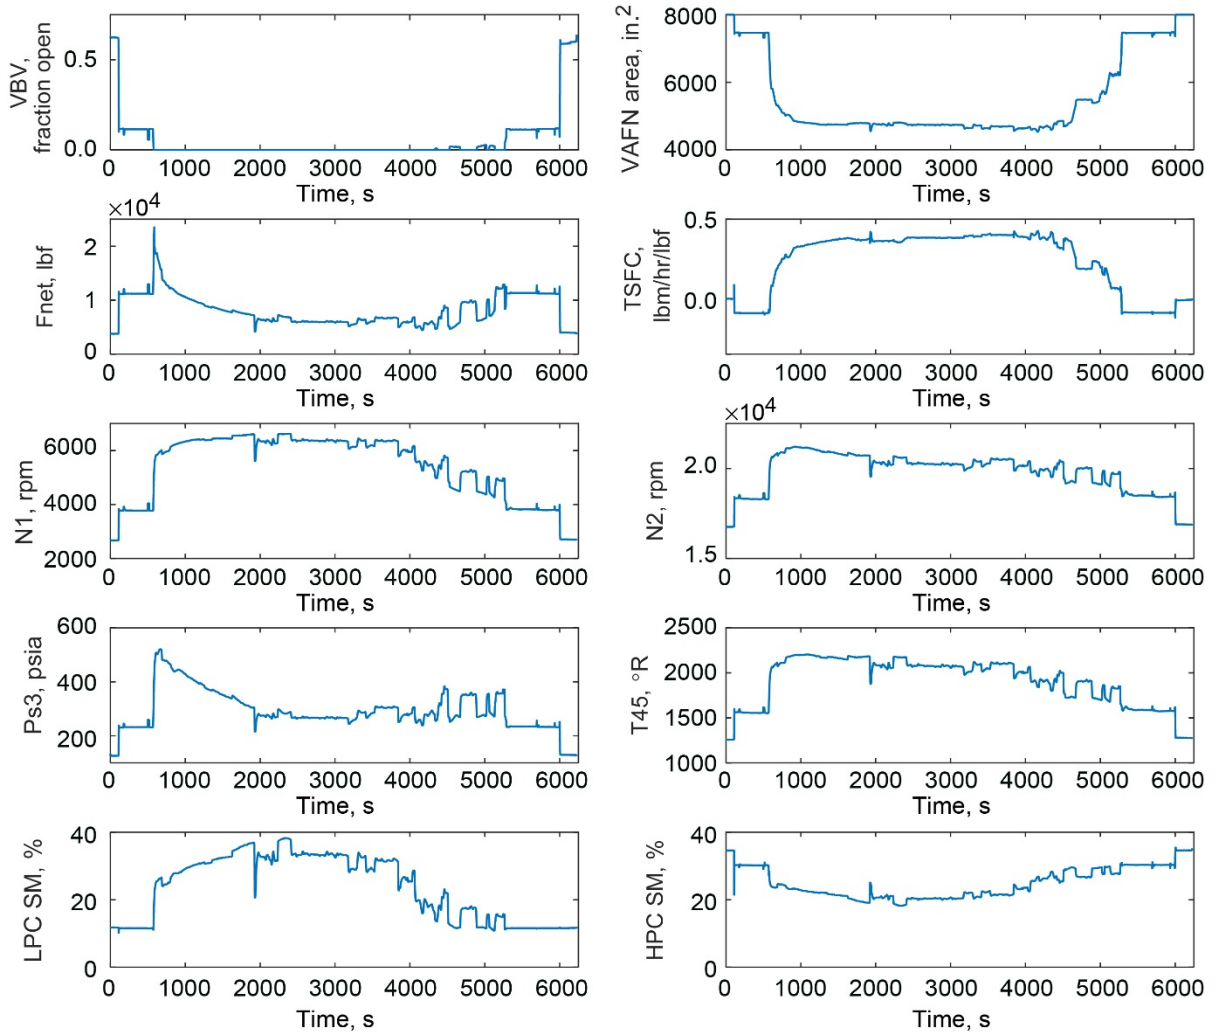 VBV,
fraction open
0.5
0.0
0 1000 2000 3000 4000 5000 6000
Time, s
VAFN area, in.²
8000
6000
4000
0 1000 2000 3000 4000 5000 6000
Time, s
×10⁴
Fnet, lbf
2
1
0
0 1000 2000 3000 4000 5000 6000
Time, s
TSFC,
lbm/hr/lbf
0.5
0.0
0 1000 2000 3000 4000 5000 6000
Time, s
N1, rpm
6000
4000
2000
0 1000 2000 3000 4000 5000 6000
Time, s
×10⁴
N2, rpm
2.0
1.5
0 1000 2000 3000 4000 5000 6000
Time, s
Ps3, psia
600
400
200
0 1000 2000 3000 4000 5000 6000
Time, s
T45, °R
2500
2000
1500
1000
0 1000 2000 3000 4000 5000 6000
Time, s
LPC SM, %
40
20
0
0 1000 2000 3000 4000 5000 6000
Time, s
HPC SM, %
40
20
0
0 1000 2000 3000 4000 5000 6000
Time, s